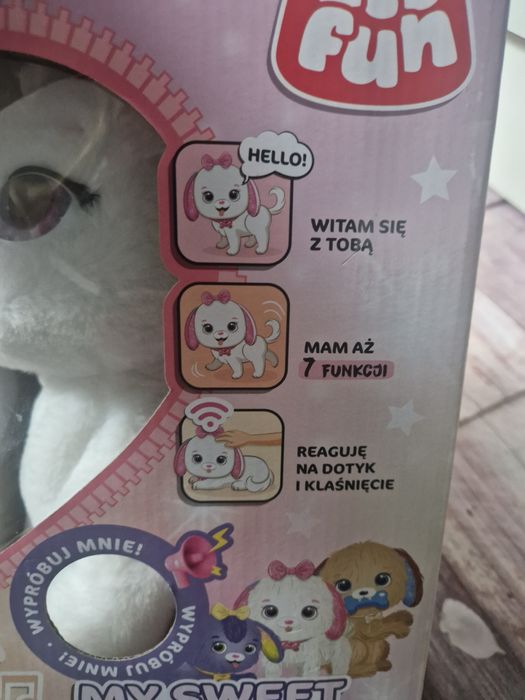 fun
HELLO!
WITAM SIĘ
Z TOBĄ
MAM AŻ
7 FUNKCJI
REAGUJĘ
NA DOTYK
I KLAŚNIĘCIE
WYPRÓBUJ MNIE!
WYPRÓBUJ MNIE!
MY SWEET